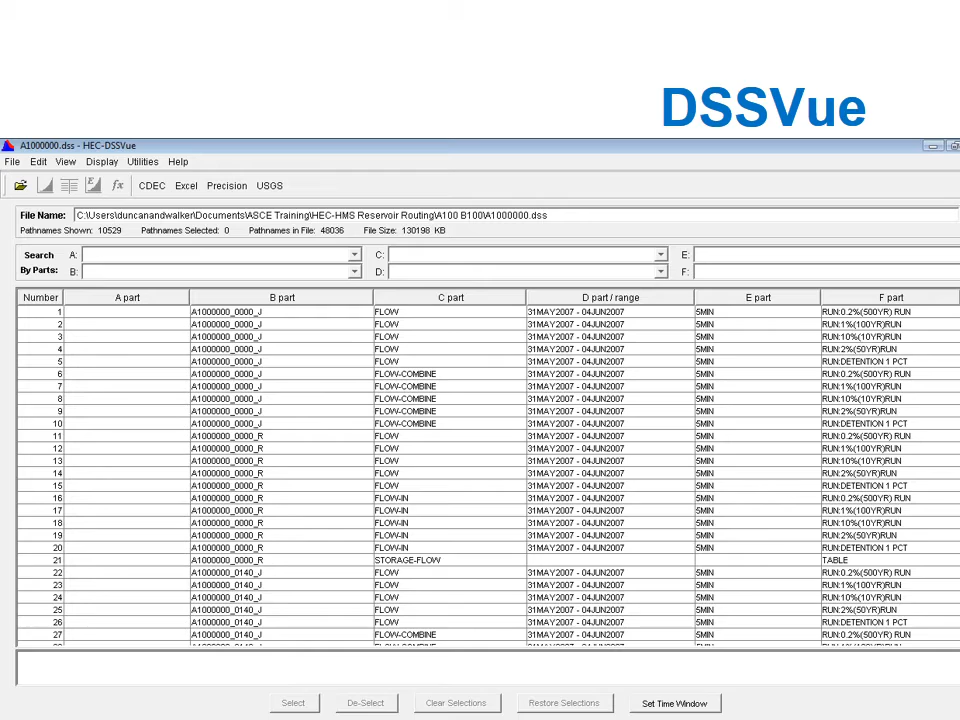 DSSVue
A1000000.dss - HEC-DSSVue
File Edit View Display Utilities Help
fx CDEC Excel Precision USGS
File Name: C:\Users\duncanandwalker\Documents\ASCE Training\HEC-HMS Reservoir Routing\A100 B100\A1000000.dss
Pathnames Shown: 10529 Pathnames Selected: 0 Pathnames in File: 48036 File Size: 130198 KB
Search A: C: E:
By Parts: B: D: F:
Number A part B part C part D part / range E part F part
1 A1000000_0000_J FLOW 31MAY2007 - 04JUN2007 5MIN RUN:0.2%(500YR) RUN
2 A1000000_0000_J FLOW 31MAY2007 - 04JUN2007 5MIN RUN:1%(100YR)RUN
3 A1000000_0000_J FLOW 31MAY2007 - 04JUN2007 5MIN RUN:10%(10YR)RUN
4 A1000000_0000_J FLOW 31MAY2007 - 04JUN2007 5MIN RUN:2%(50YR)RUN
5 A1000000_0000_J FLOW 31MAY2007 - 04JUN2007 5MIN RUN:DETENTION 1 PCT
6 A1000000_0000_J FLOW-COMBINE 31MAY2007 - 04JUN2007 5MIN RUN:0.2%(500YR) RUN
7 A1000000_0000_J FLOW-COMBINE 31MAY2007 - 04JUN2007 5MIN RUN:1%(100YR)RUN
8 A1000000_0000_J FLOW-COMBINE 31MAY2007 - 04JUN2007 5MIN RUN:10%(10YR)RUN
9 A1000000_0000_J FLOW-COMBINE 31MAY2007 - 04JUN2007 5MIN RUN:2%(50YR)RUN
10 A1000000_0000_J FLOW-COMBINE 31MAY2007 - 04JUN2007 5MIN RUN:DETENTION 1 PCT
11 A1000000_0000_R FLOW 31MAY2007 - 04JUN2007 5MIN RUN:0.2%(500YR) RUN
12 A1000000_0000_R FLOW 31MAY2007 - 04JUN2007 5MIN RUN:1%(100YR)RUN
13 A1000000_0000_R FLOW 31MAY2007 - 04JUN2007 5MIN RUN:10%(10YR)RUN
14 A1000000_0000_R FLOW 31MAY2007 - 04JUN2007 5MIN RUN:2%(50YR)RUN
15 A1000000_0000_R FLOW 31MAY2007 - 04JUN2007 5MIN RUN:DETENTION 1 PCT
16 A1000000_0000_R FLOW-IN 31MAY2007 - 04JUN2007 5MIN RUN:0.2%(500YR) RUN
17 A1000000_0000_R FLOW-IN 31MAY2007 - 04JUN2007 5MIN RUN:1%(100YR)RUN
18 A1000000_0000_R FLOW-IN 31MAY2007 - 04JUN2007 5MIN RUN:10%(10YR)RUN
19 A1000000_0000_R FLOW-IN 31MAY2007 - 04JUN2007 5MIN RUN:2%(50YR)RUN
20 A1000000_0000_R FLOW-IN 31MAY2007 - 04JUN2007 5MIN RUN:DETENTION 1 PCT
21 A1000000_0000_R STORAGE-FLOW TABLE
22 A1000000_0140_J FLOW 31MAY2007 - 04JUN2007 5MIN RUN:0.2%(500YR) RUN
23 A1000000_0140_J FLOW 31MAY2007 - 04JUN2007 5MIN RUN:1%(100YR)RUN
24 A1000000_0140_J FLOW 31MAY2007 - 04JUN2007 5MIN RUN:10%(10YR)RUN
25 A1000000_0140_J FLOW 31MAY2007 - 04JUN2007 5MIN RUN:2%(50YR)RUN
26 A1000000_0140_J FLOW 31MAY2007 - 04JUN2007 5MIN RUN:DETENTION 1 PCT
27 A1000000_0140_J FLOW-COMBINE 31MAY2007 - 04JUN2007 5MIN RUN:0.2%(500YR) RUN
Select De-Select Clear Selections Restore Selections Set Time Window